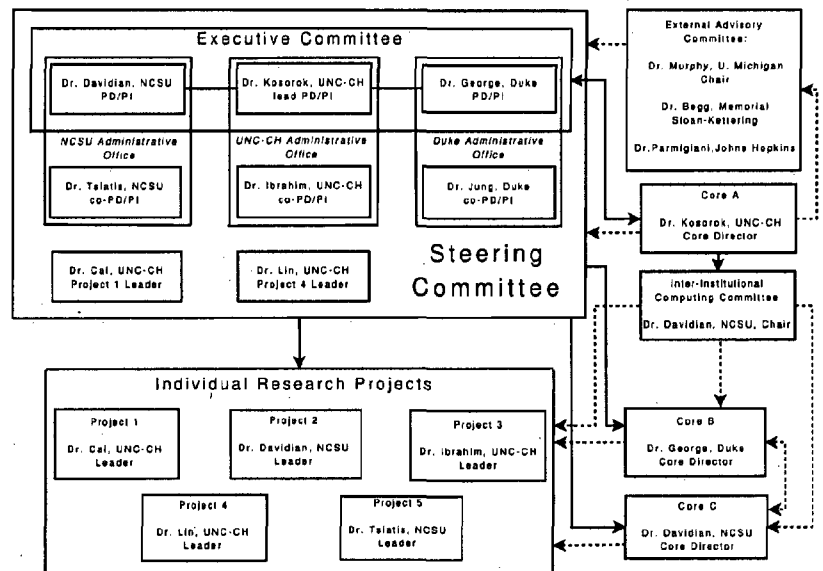 Executive Committee
Dr. Davidian, NCSU
PD/PI
Dr. Kosorok, UNC-CH
lead PD/PI
Dr. George, Duke
PD/PI
NCSU Administrative
Office
UNC-CH Administrative
Office
Duke Administrative
Office
Dr. Tsiatis, NCSU
co-PD/PI
Dr. Ibrahim, UNC-CH
co-PD/PI
Dr. Jung, Duke
co-PD/PI
Dr. Cai, UNC-CH
Project 1 Leader
Dr. Lin, UNC-CH
Project 4 Leader
Steering
Committee
External Advisory
Committee:
Dr. Murphy, U. Michigan
Chair
Dr. Begg, Memorial
Sloan-Kettering
Dr.Parmigiani,Johns Hopkins
Core A
Dr. Kosorok, UNC-CH
Core Director
Inter-Institutional
Computing Committee
Dr. Davidian, NCSU, Chair
Individual Research Projects
Project 1
Dr. Cai, UNC-CH
Leader
Project 2
Dr. Davidian, NCSU
Leader
Project 3
Dr. Ibrahim, UNC-CH
Leader
Project 4
Dr. Lin, UNC-CH
Leader
Project 5
Dr. Tsiatis, NCSU
Leader
Core B
Dr. George, Duke
Core Director
Core C
Dr. Davidian, NCSU
Core Director